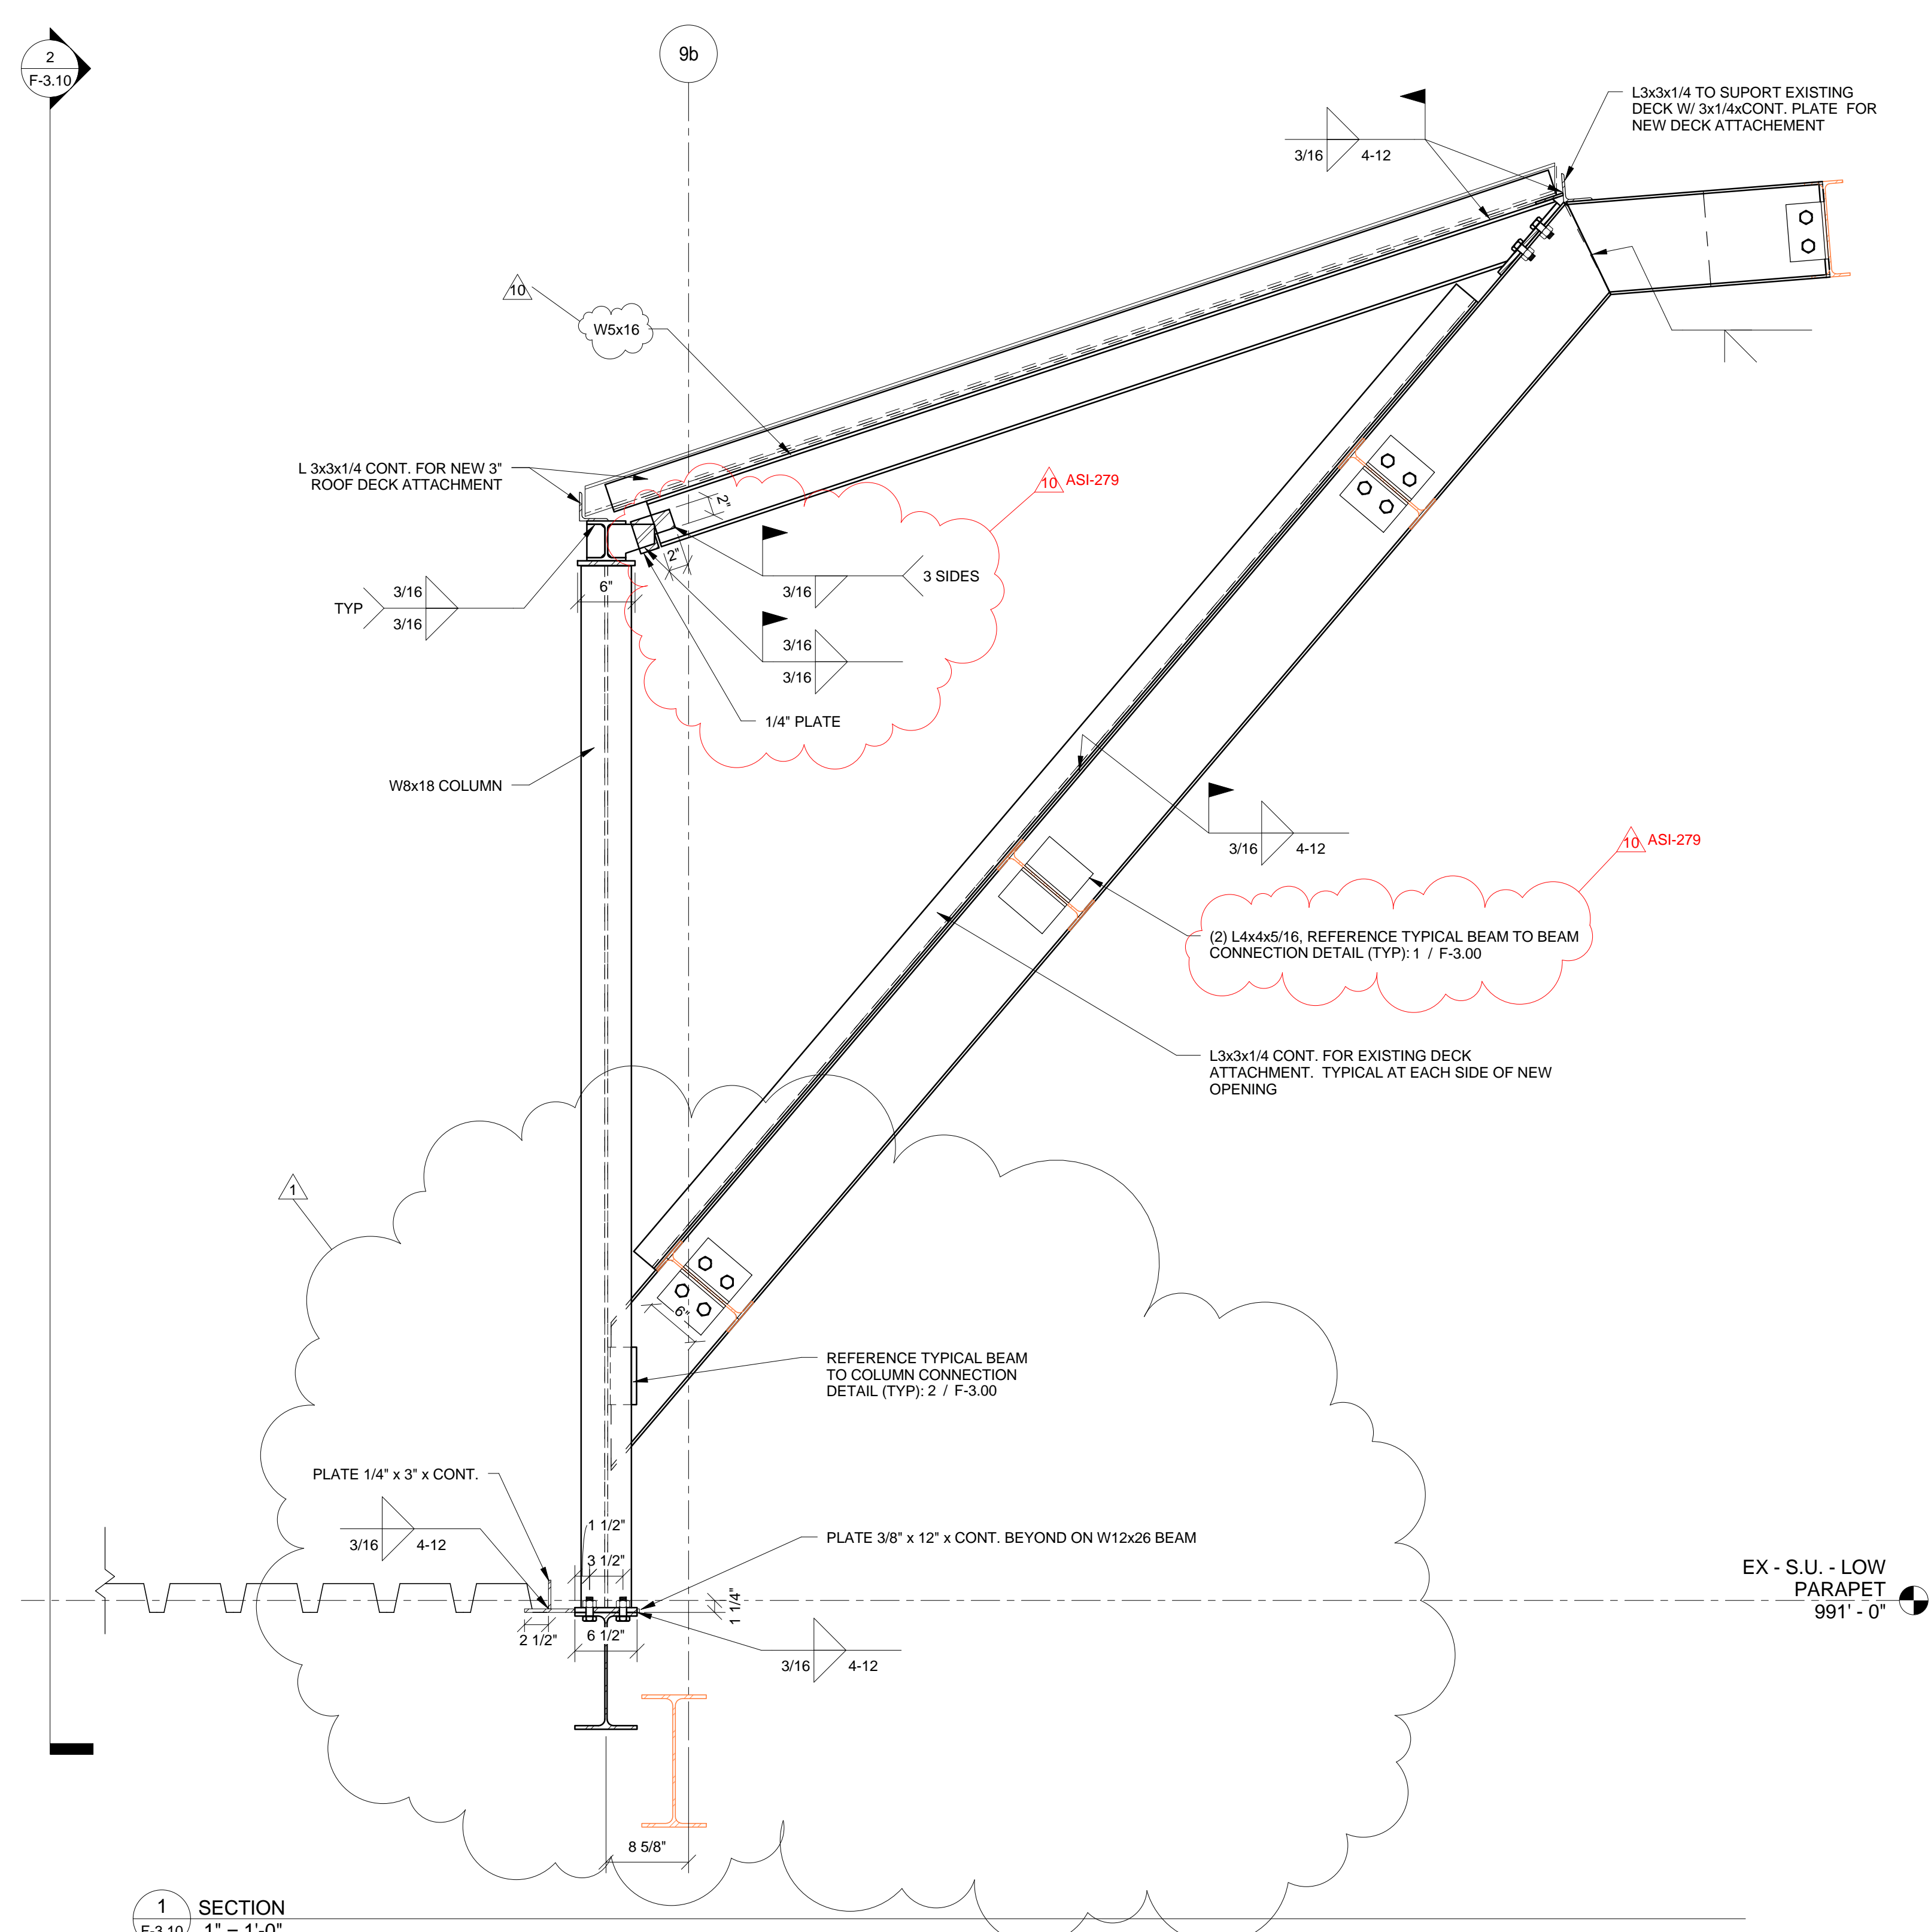 2
F-3.10
9b
L3x3x1/4 TO SUPORT EXISTING
DECK W/ 3x1/4xCONT. PLATE FOR
NEW DECK ATTACHEMENT
3/16
4-12
10
W5x16
L 3x3x1/4 CONT. FOR NEW 3"
ROOF DECK ATTACHMENT
10 ASI-279
2"
2"
6"
3/16
3 SIDES
TYP
3/16
3/16
3/16
3/16
1/4" PLATE
W8x18 COLUMN
3/16
4-12
10 ASI-279
(2) L4x4x5/16, REFERENCE TYPICAL BEAM TO BEAM
CONNECTION DETAIL (TYP): 1 / F-3.00
L3x3x1/4 CONT. FOR EXISTING DECK
ATTACHMENT. TYPICAL AT EACH SIDE OF NEW
OPENING
1
6"
REFERENCE TYPICAL BEAM
TO COLUMN CONNECTION
DETAIL (TYP): 2 / F-3.00
PLATE 1/4" x 3" x CONT.
3/16
4-12
1 1/2"
3 1/2"
PLATE 3/8" x 12" x CONT. BEYOND ON W12x26 BEAM
1 1/4"
EX - S.U. - LOW
PARAPET
991' - 0"
2 1/2"
6 1/2"
3/16
4-12
8 5/8"
1
SECTION
F-3.10
1" = 1'-0"